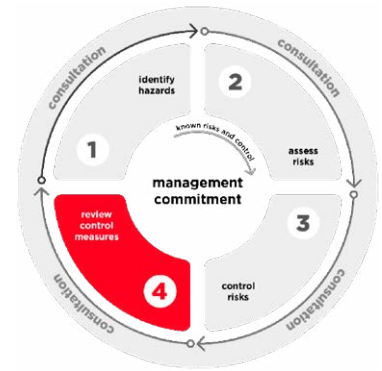 consultation
consultation
identify
hazards
1
2
assess
risks
known risks and control
management
commitment
review
control
measures
4
3
control
risks
consultation
consultation